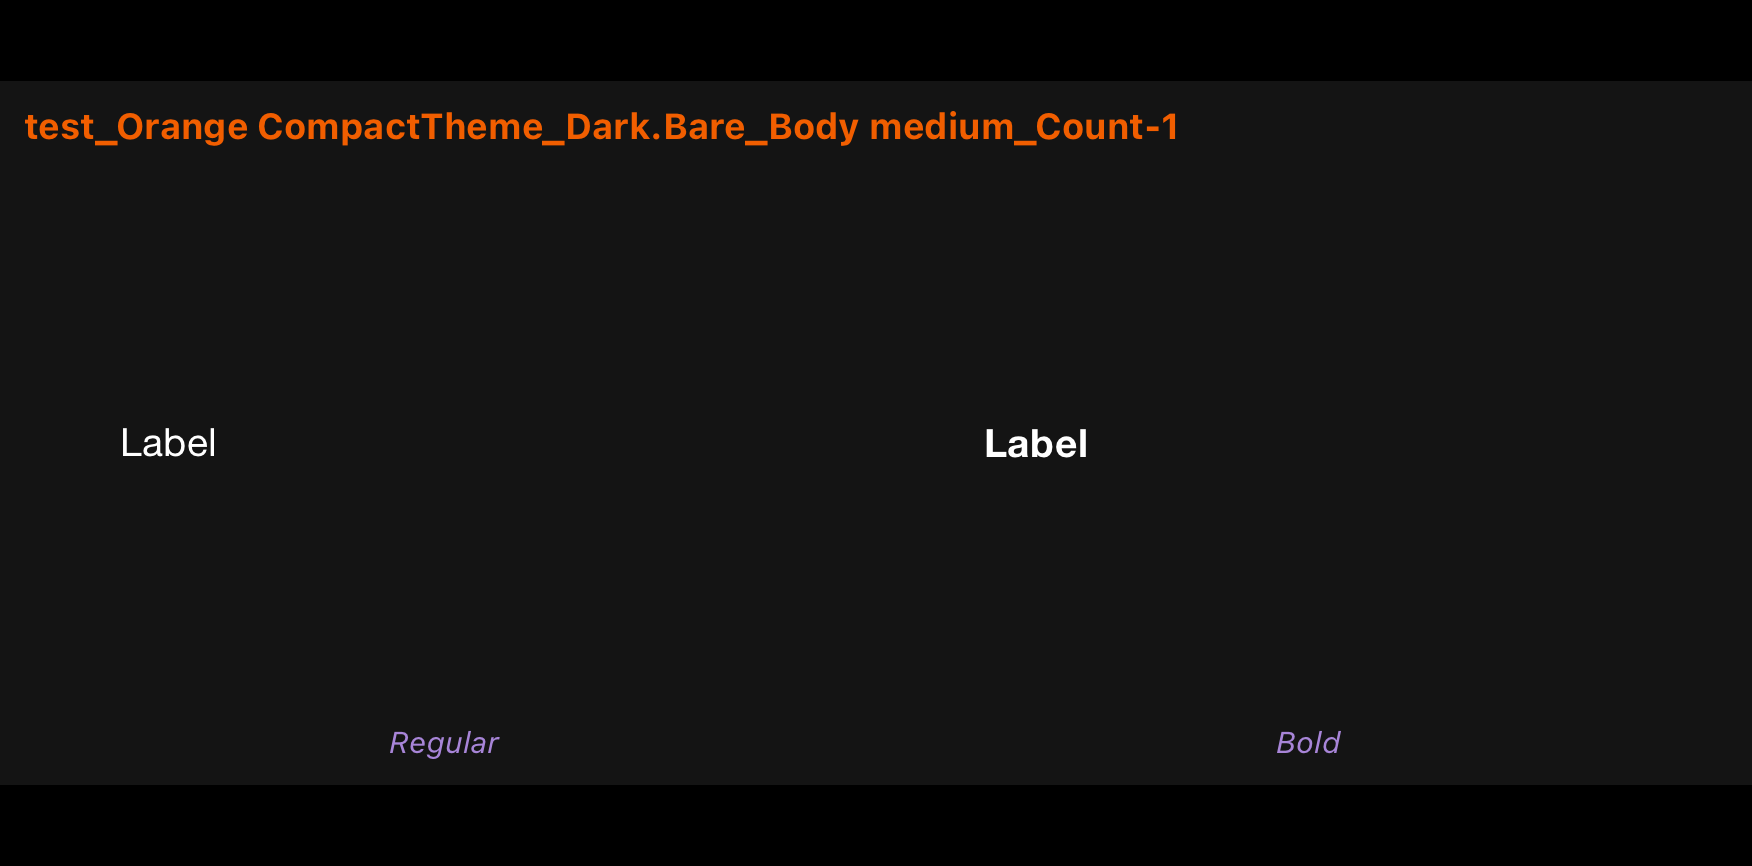 test_Orange CompactTheme_Dark.Bare_Body medium_Count-1
Label
Label
Regular
Bold